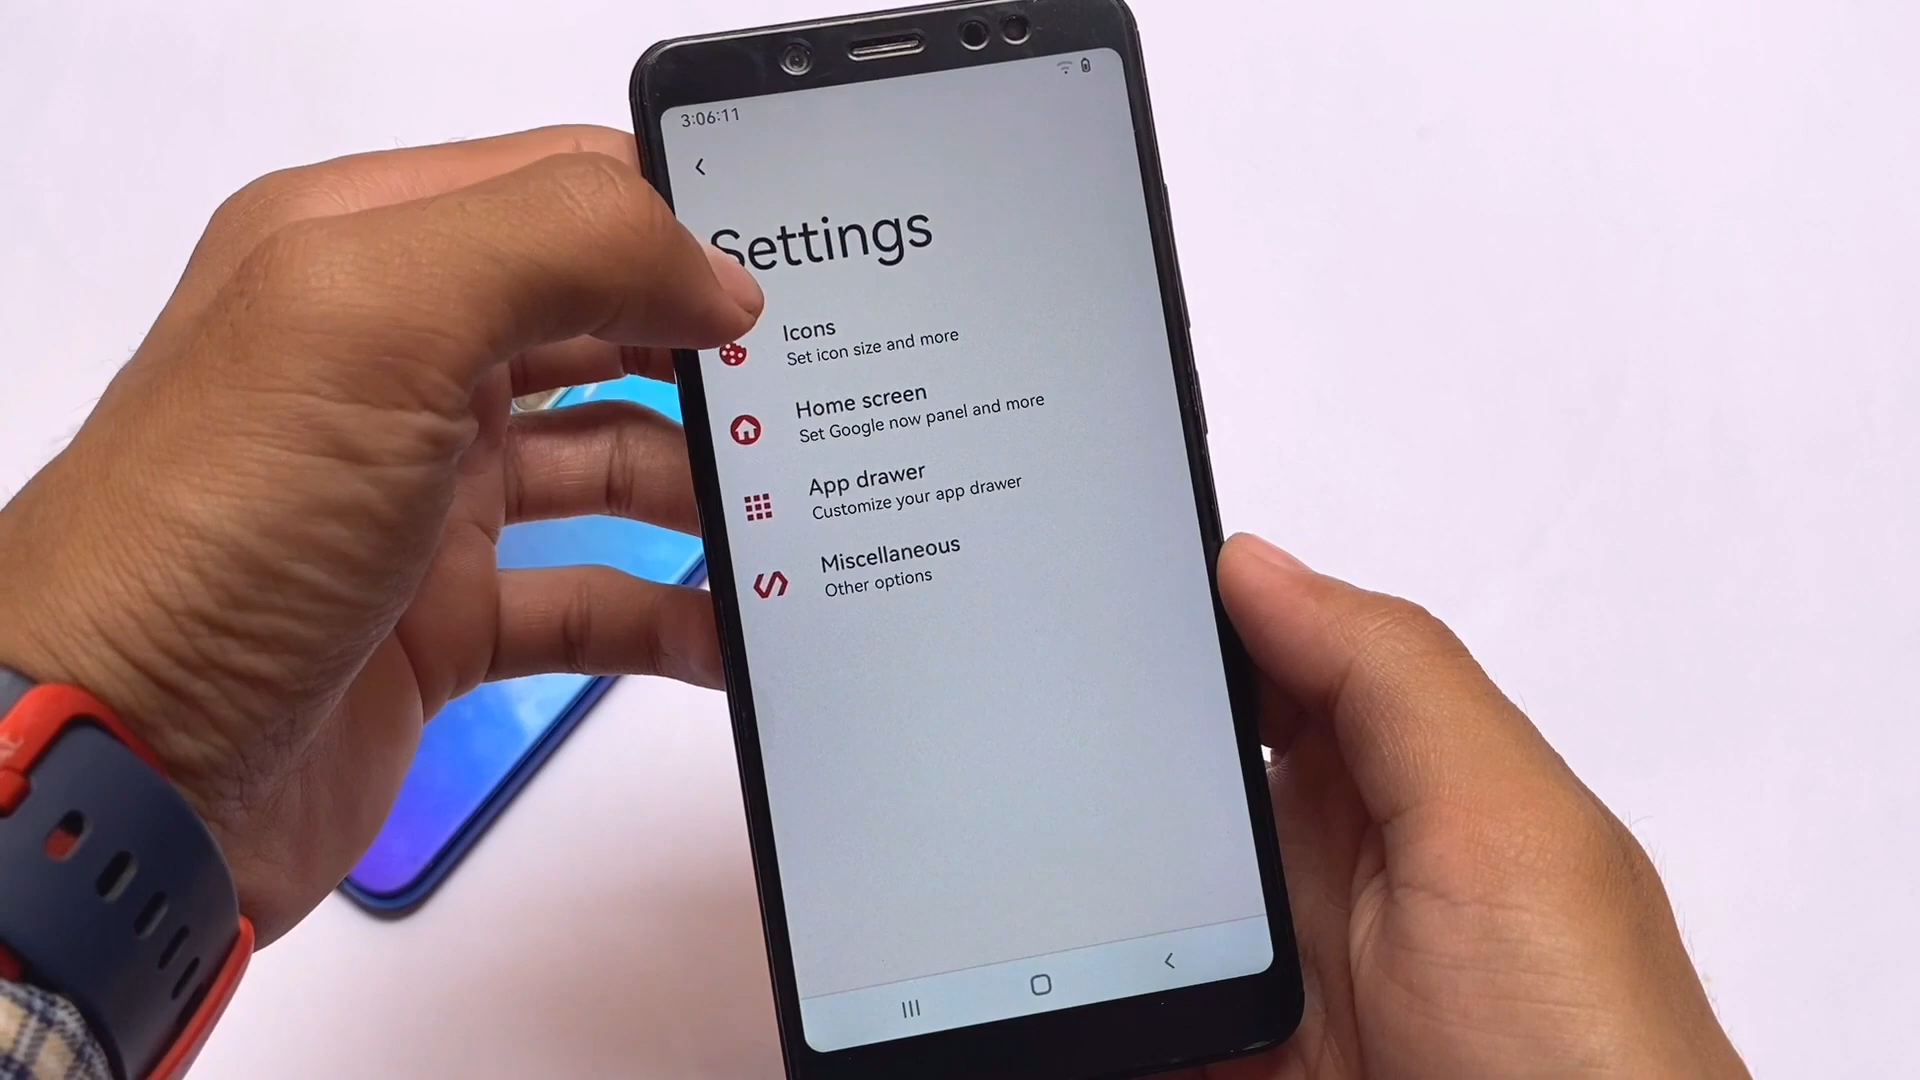 3:06:11
Settings
Icons
Set icon size and more
Home screen
Set Google now panel and more
App drawer
Customize your app drawer
Miscellaneous
Other options